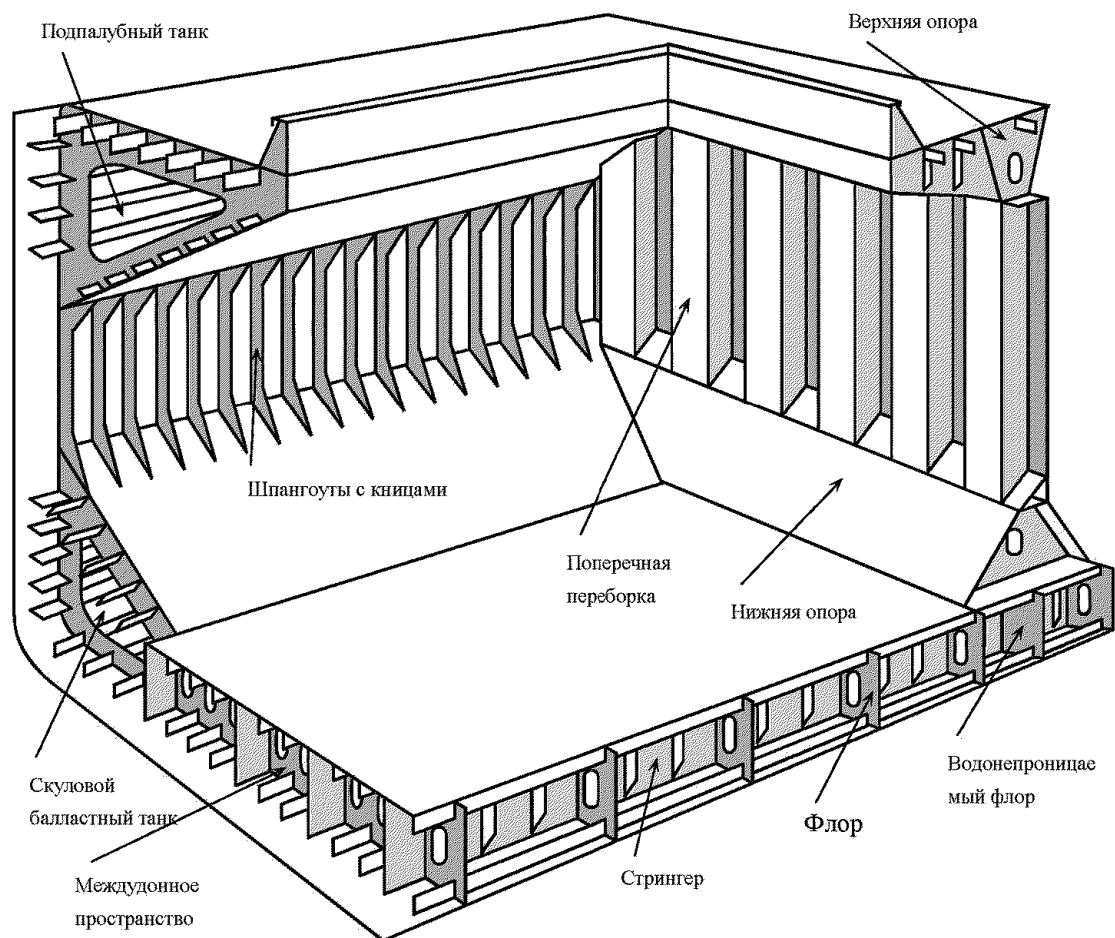 Подпалубный танк
Верхняя опора
Шпангоуты с кницами
Поперечная
переборка
Нижняя опора
Скуловой
балластный танк
Водонепроницае
мый флор
Флор
Стрингер
Междудонное
пространство